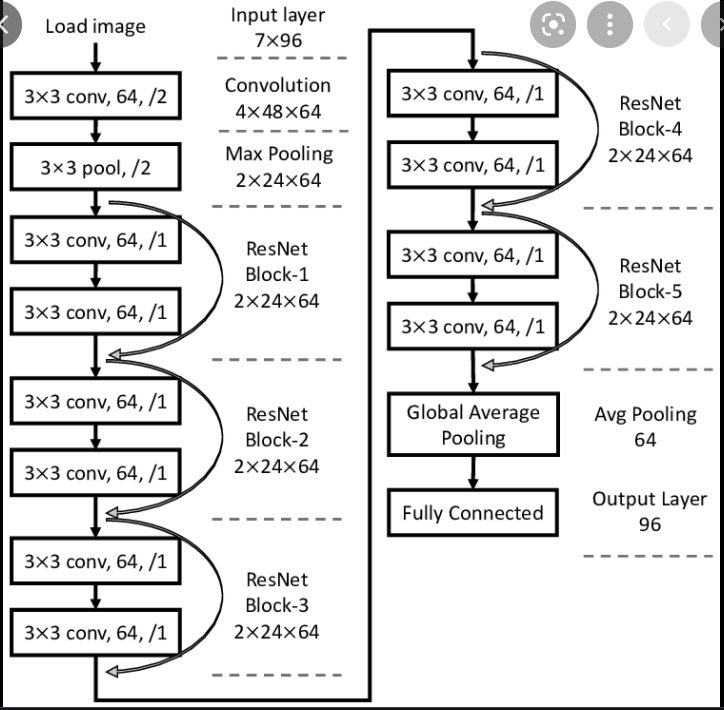 Load image
Input layer
7×96
3×3 conv, 64, /2
Convolution
4×48×64
3×3 pool, /2
Max Pooling
2×24×64
3×3 conv, 64, /1
3×3 conv, 64, /1
ResNet
Block-1
2×24×64
3×3 conv, 64, /1
3×3 conv, 64, /1
ResNet
Block-2
2×24×64
3×3 conv, 64, /1
3×3 conv, 64, /1
ResNet
Block-3
2×24×64
3×3 conv, 64, /1
3×3 conv, 64, /1
ResNet
Block-4
2×24×64
3×3 conv, 64, /1
3×3 conv, 64, /1
ResNet
Block-5
2×24×64
Global Average
Pooling
Avg Pooling
64
Fully Connected
Output Layer
96